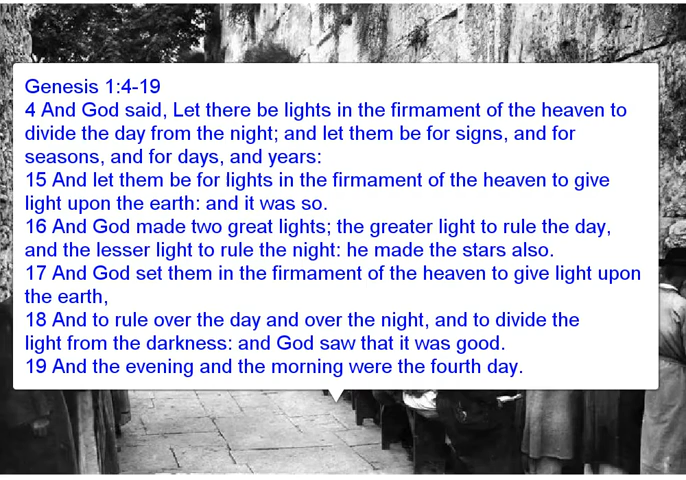 Genesis 1:4-19
4 And God said, Let there be lights in the firmament of the heaven to
divide the day from the night; and let them be for signs, and for
seasons, and for days, and years:
15 And let them be for lights in the firmament of the heaven to give
light upon the earth: and it was so.
16 And God made two great lights; the greater light to rule the day,
and the lesser light to rule the night: he made the stars also.
17 And God set them in the firmament of the heaven to give light upon
the earth,
18 And to rule over the day and over the night, and to divide the
light from the darkness: and God saw that it was good.
19 And the evening and the morning were the fourth day.